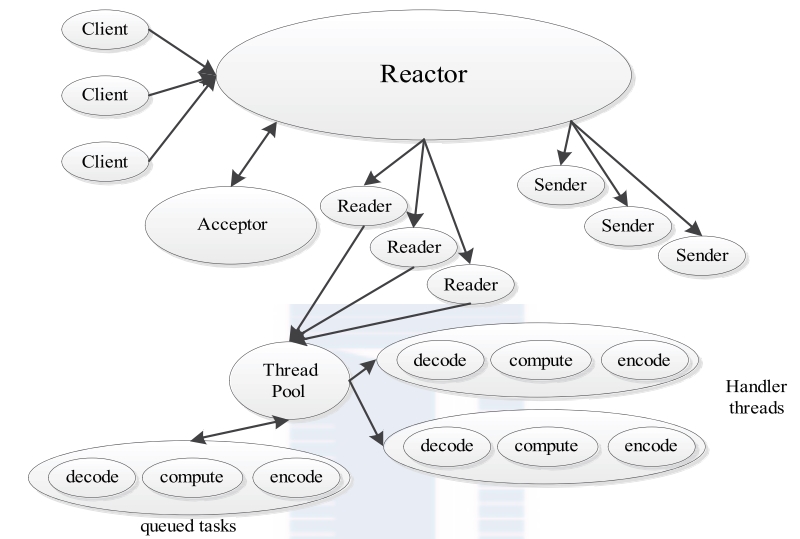 Client
Reactor
Client
Client
Acceptor
Reader
Reader
Reader
Sender
Sender
Sender
Thread
Pool
decode
compute
encode
Handler
threads
decode
compute
encode
decode
compute
encode
queued tasks